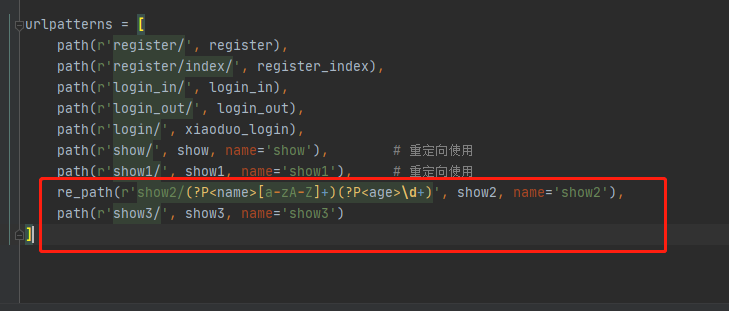 urlpatterns = [
    path(r'register/', register),
    path(r'register/index/', register_index),
    path(r'login_in/', login_in),
    path(r'login_out/', login_out),
    path(r'login/', xiaoduo_login),
    path(r'show/', show, name='show'),        # 重定向使用
    path(r'show1/', show1, name='show1'),     # 重定向使用
    re_path(r'show2/(?P<name>[a-zA-Z]+)(?P<age>\d+)', show2, name='show2'),
    path(r'show3/', show3, name='show3')
]